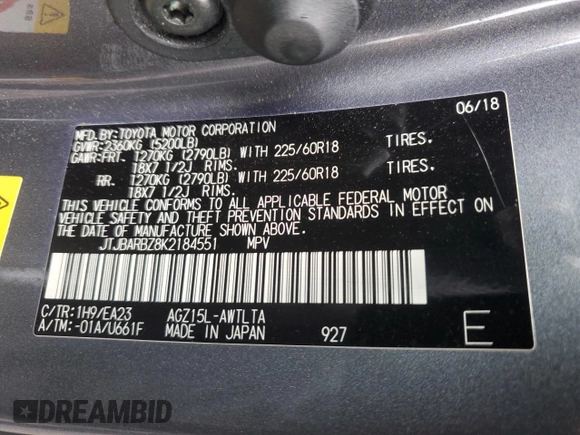 06/18
MFD.BY:TOYOTA MOTOR CORPORATION
GVWR:2360KG (5200LB)
GAWR:FRT. 1270KG (2790LB) WITH 225/60R18 TIRES.
18X7 1/2J RIMS.
RR. 1270KG (2790LB) WITH 225/60R18 TIRES.
18X7 1/2J RIMS.
THIS VEHICLE CONFORMS TO ALL APPLICABLE FEDERAL MOTOR
VEHICLE SAFETY AND THEFT PREVENTION STANDARDS IN EFFECT ON
THE DATE OF MANUFACTURE SHOWN ABOVE.
JTJBARBZ8K2184551 MPV
C/TR:1H9/EA23 AGZ15L-AWTLTA
A/TM:-01A/U661F MADE IN JAPAN 927 E
DREAMBID